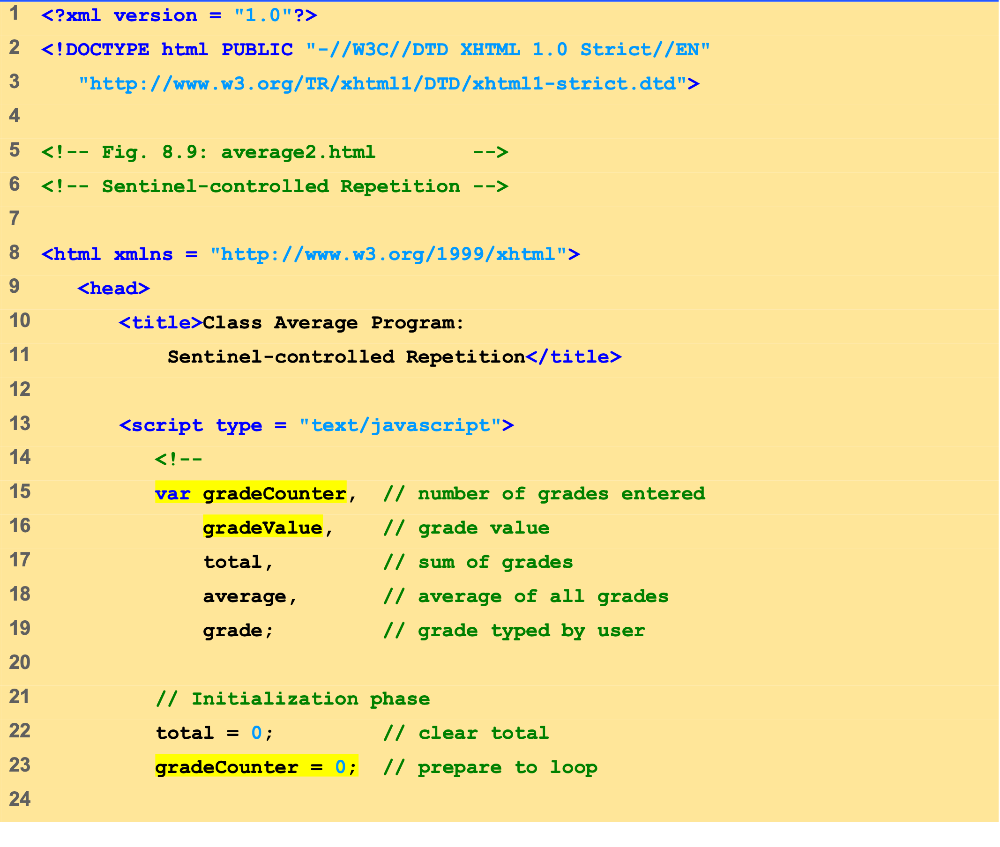 1 <?xml version = "1.0"?>
2 <!DOCTYPE html PUBLIC "-//W3C//DTD XHTML 1.0 Strict//EN"
3    "http://www.w3.org/TR/xhtml1/DTD/xhtml1-strict.dtd">
4
5 <!-- Fig. 8.9: average2.html        -->
6 <!-- Sentinel-controlled Repetition -->
7
8 <html xmlns = "http://www.w3.org/1999/xhtml">
9    <head>
10       <title>Class Average Program:
11           Sentinel-controlled Repetition</title>
12
13       <script type = "text/javascript">
14          <!--
15          var gradeCounter,  // number of grades entered
16              gradeValue,    // grade value
17              total,         // sum of grades
18              average,       // average of all grades
19              grade;         // grade typed by user
20
21          // Initialization phase
22          total = 0;         // clear total
23          gradeCounter = 0;  // prepare to loop
24